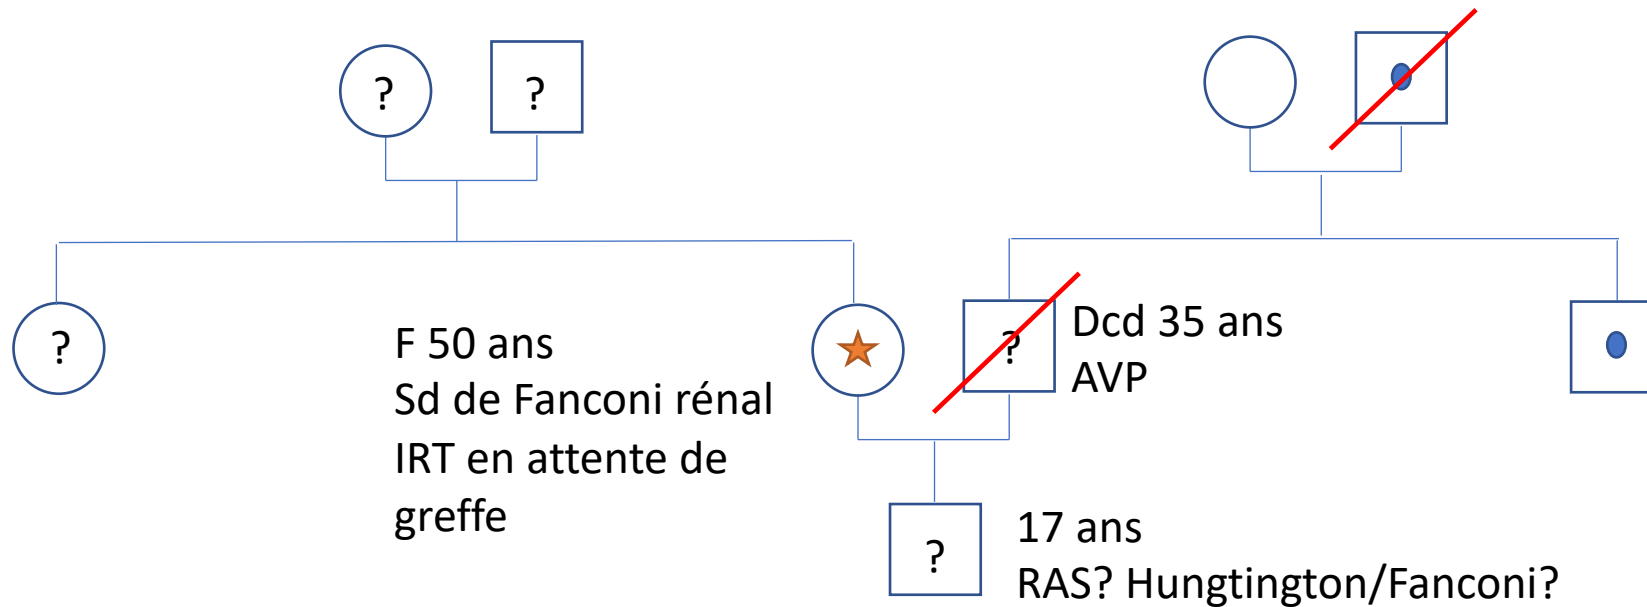 ?
?
?
F 50 ans
Sd de Fanconi rénal
IRT en attente de
greffe
?
Dcd 35 ans
AVP
?
17 ans
RAS? Hungtington/Fanconi?